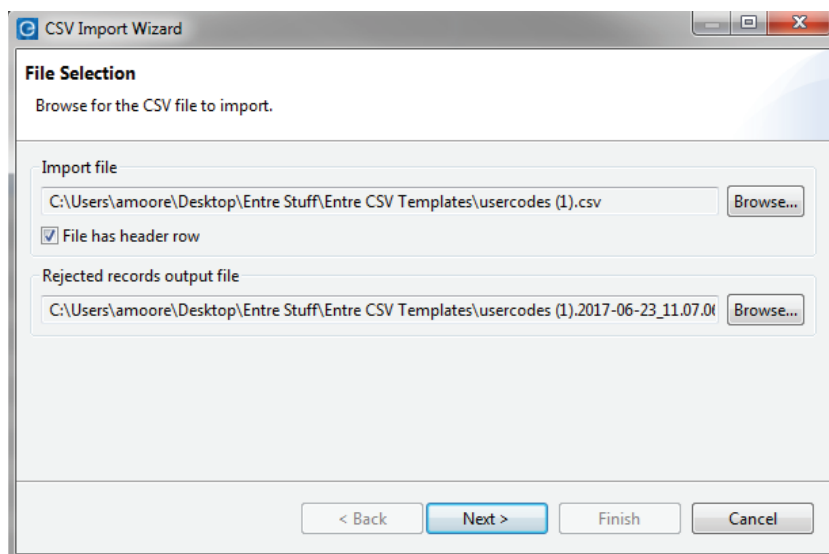 CSV Import Wizard
File Selection
Browse for the CSV file to import.
Import file
C:\Users\amoore\Desktop\Entre Stuff\Entre CSV Templates\usercodes (1).csv
Browse...
File has header row
Rejected records output file
C:\Users\amoore\Desktop\Entre Stuff\Entre CSV Templates\usercodes (1).2017-06-23_11.07.06
Browse...
< Back
Next >
Finish
Cancel